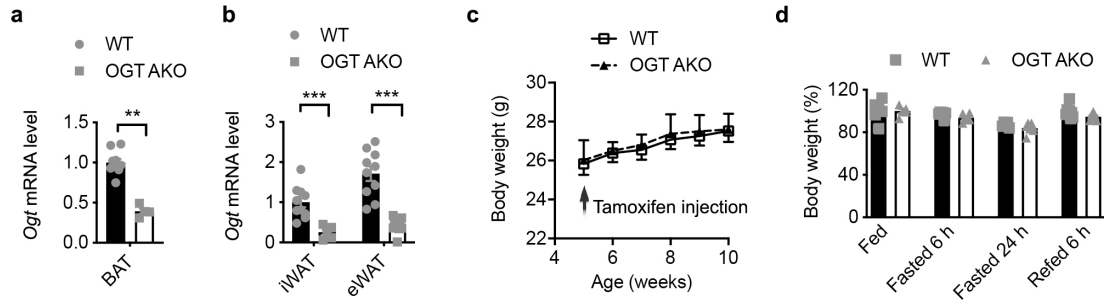 a
WT
OGT AKO
Ogt mRNA level
1.5
1.0
0.5
0.0
**
BAT
b
WT
OGT AKO
Ogt mRNA level
3
2
1
0
***
***
iWAT
eWAT
c
WT
OGT AKO
Body weight (g)
30
28
26
24
22
Tamoxifen injection
4
6
8
10
Age (weeks)
d
WT
OGT AKO
Body weight (%)
120
80
40
0
Fed
Fasted 6 h
Fasted 24 h
Refed 6 h